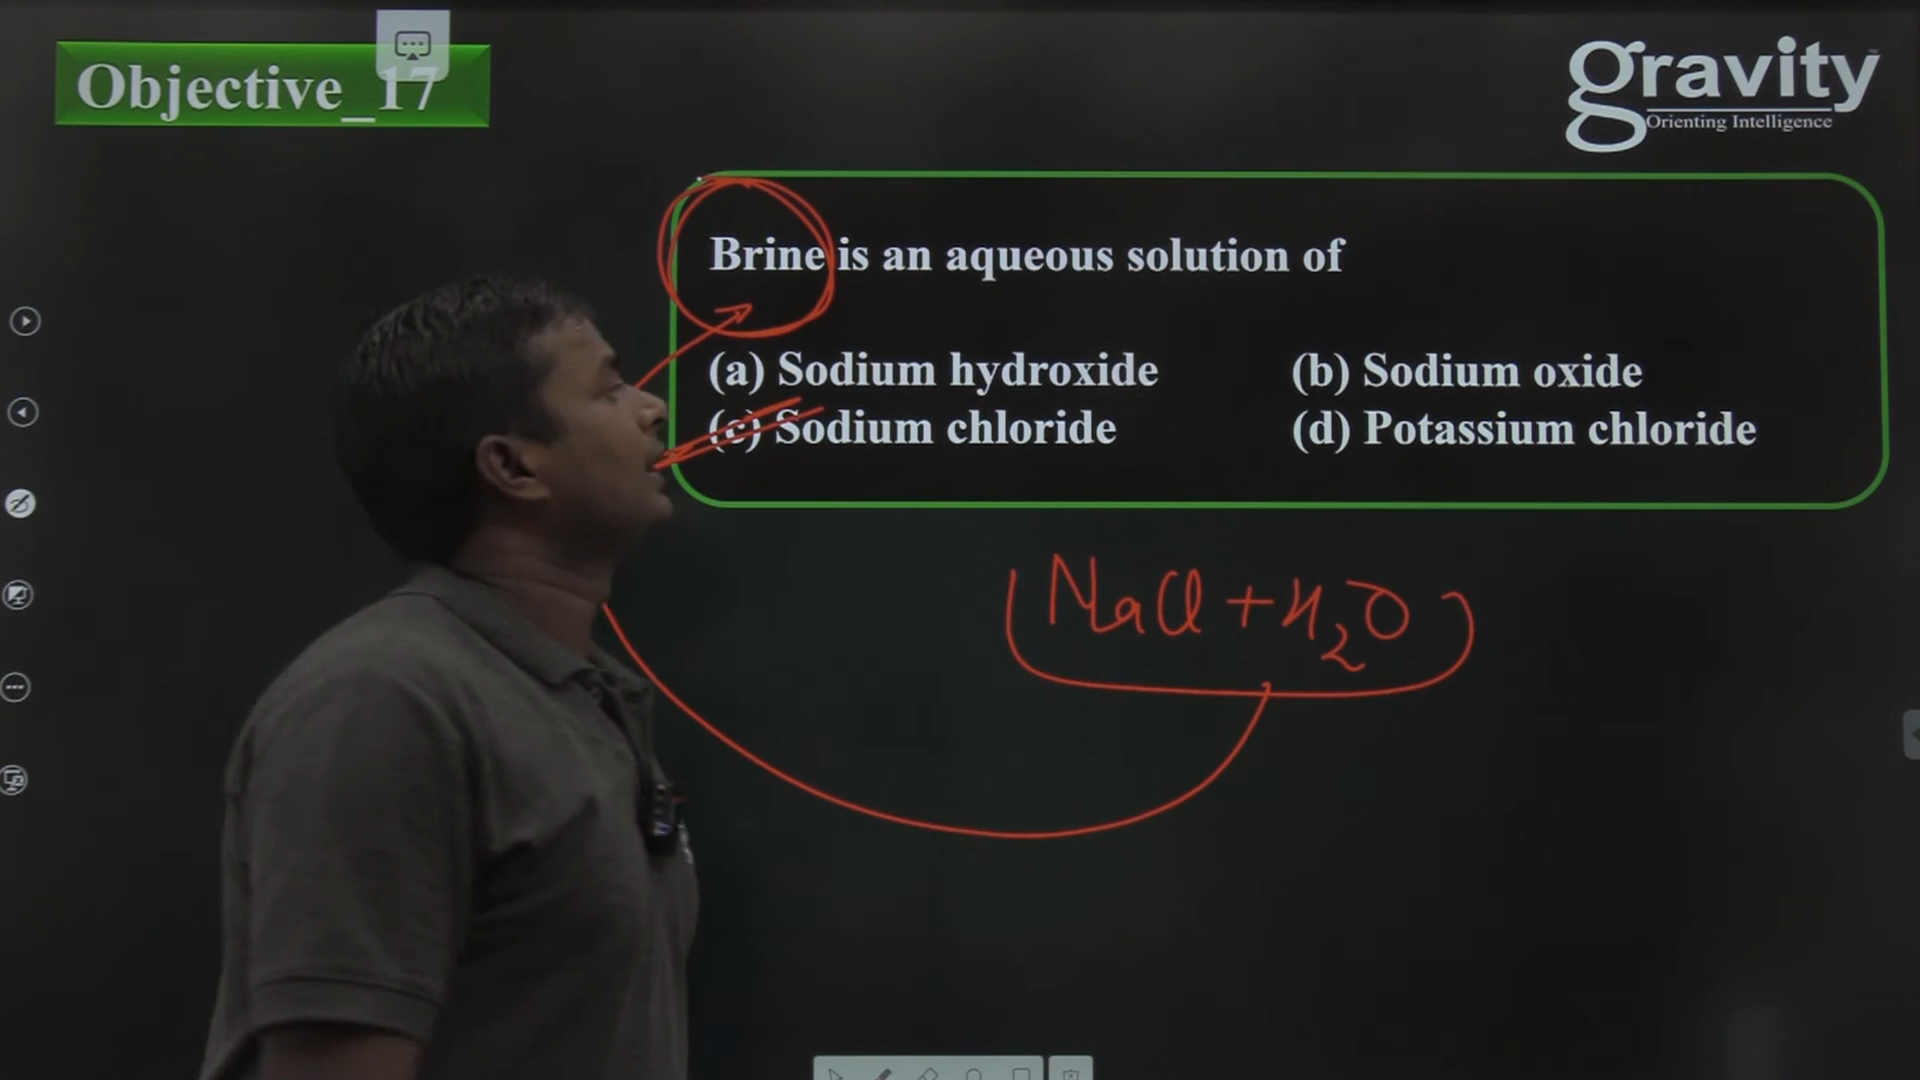 Objective_17
gravity
Orienting Intelligence
Brine is an aqueous solution of
(a) Sodium hydroxide (b) Sodium oxide
(c) Sodium chloride (d) Potassium chloride
NaCl + H₂O